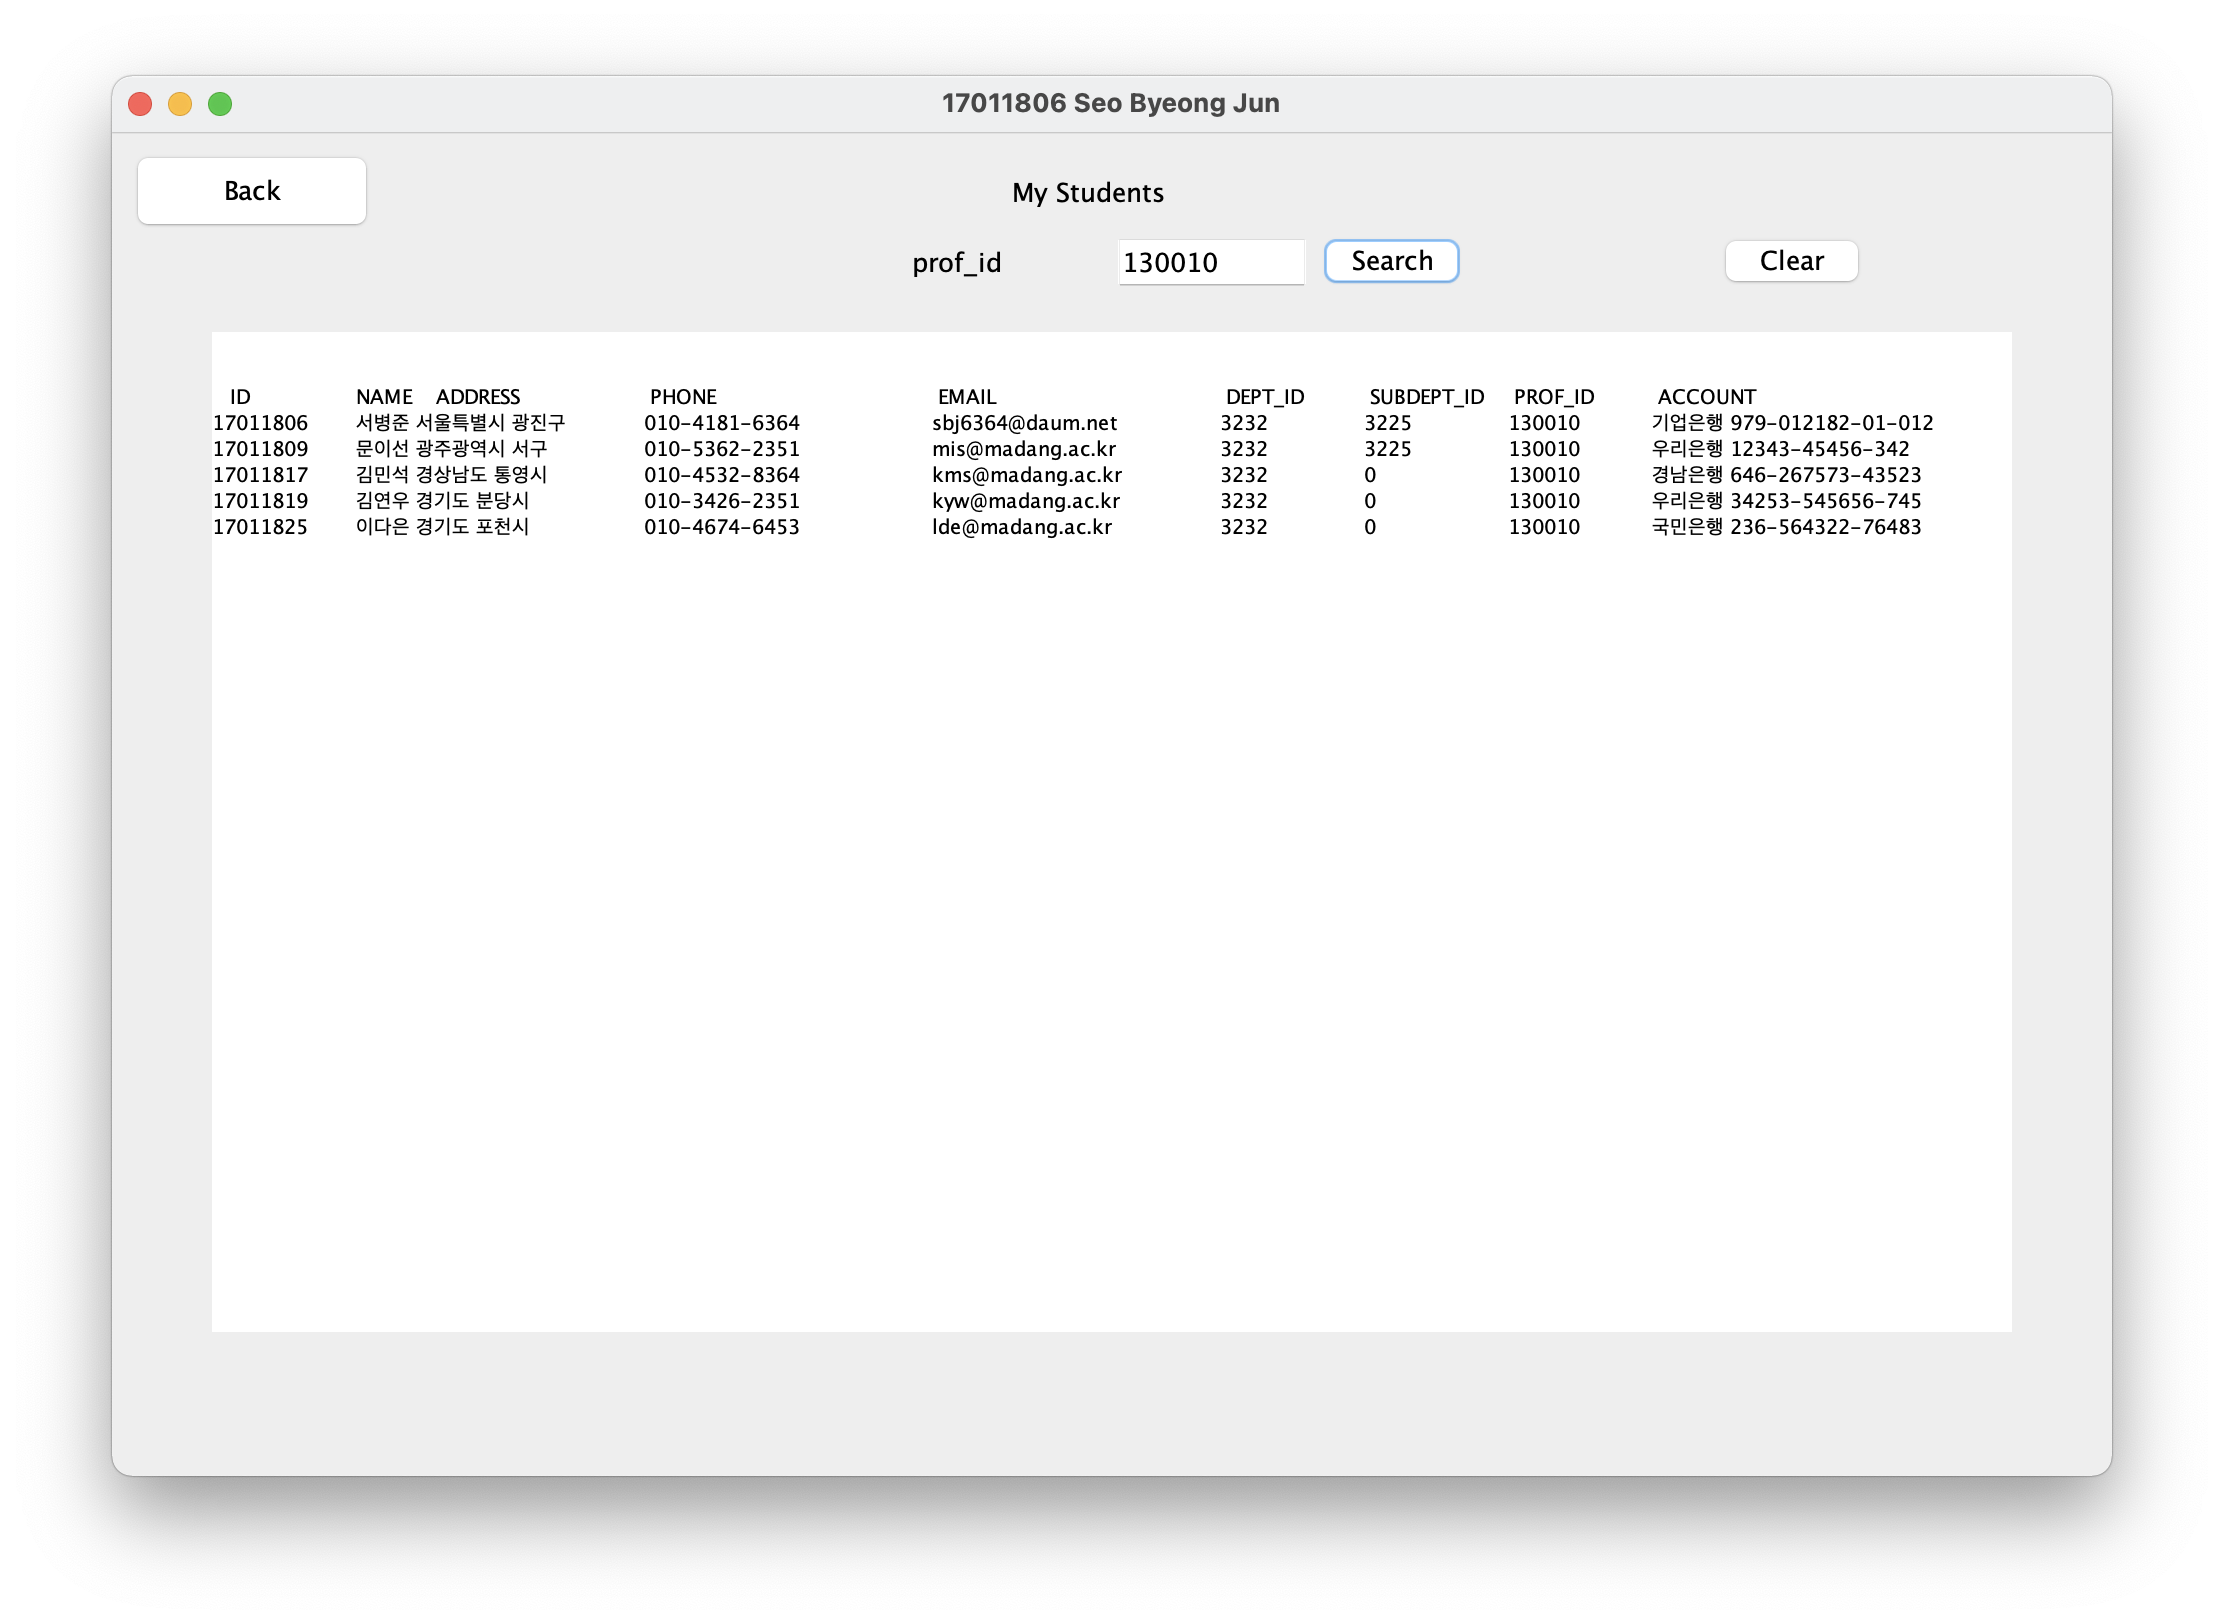 17011806 Seo Byeong Jun
Back
My Students
prof_id 130010 Search Clear
ID NAME ADDRESS PHONE EMAIL DEPT_ID SUBDEPT_ID PROF_ID ACCOUNT
17011806 서병준 서울특별시 광진구 010-4181-6364 sbj6364@daum.net 3232 3225 130010 기업은행 979-012182-01-012
17011809 문이선 광주광역시 서구 010-5362-2351 mis@madang.ac.kr 3232 3225 130010 우리은행 12343-45456-342
17011817 김민석 경상남도 통영시 010-4532-8364 kms@madang.ac.kr 3232 0 130010 경남은행 646-267573-43523
17011819 김연우 경기도 분당시 010-3426-2351 kyw@madang.ac.kr 3232 0 130010 우리은행 34253-545656-745
17011825 이다은 경기도 포천시 010-4674-6453 lde@madang.ac.kr 3232 0 130010 국민은행 236-564322-76483